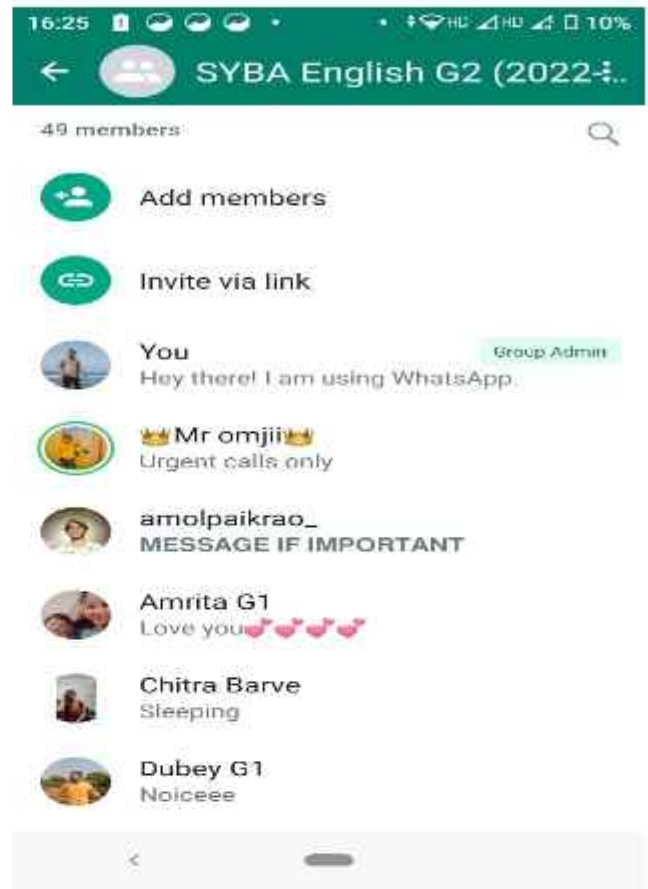 16:25 HD HD 10%
SYBA English G2 (2022-
49 members
Add members
Invite via link
You
Group Admin
Hey there! I am using WhatsApp.
👑Mr omjii👑
Urgent calls only
amolpaikrao_
MESSAGE IF IMPORTANT
Amrita G1
Love you💞💞💞💞
Chitra Barve
Sleeping
Dubey G1
Noiceee